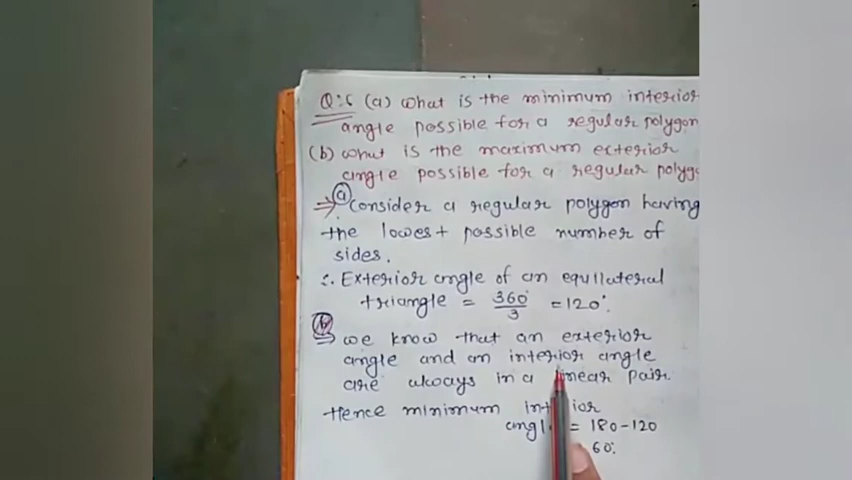 Q:6 (a) what is the minimum interior
angle possible for a regular polygon
(b) what is the maximum exterior
angle possible for a regular polyg
(a)
⇒ Consider a regular polygon having
the lowest possible number of
sides.
∴ Exterior angle of an equilateral
triangle = 360°/3 = 120°.
(b)
⇒ we know that an exterior
angle and an interior angle
are always in a linear pair.
Hence minimum interior
angle = 180-120
60°.